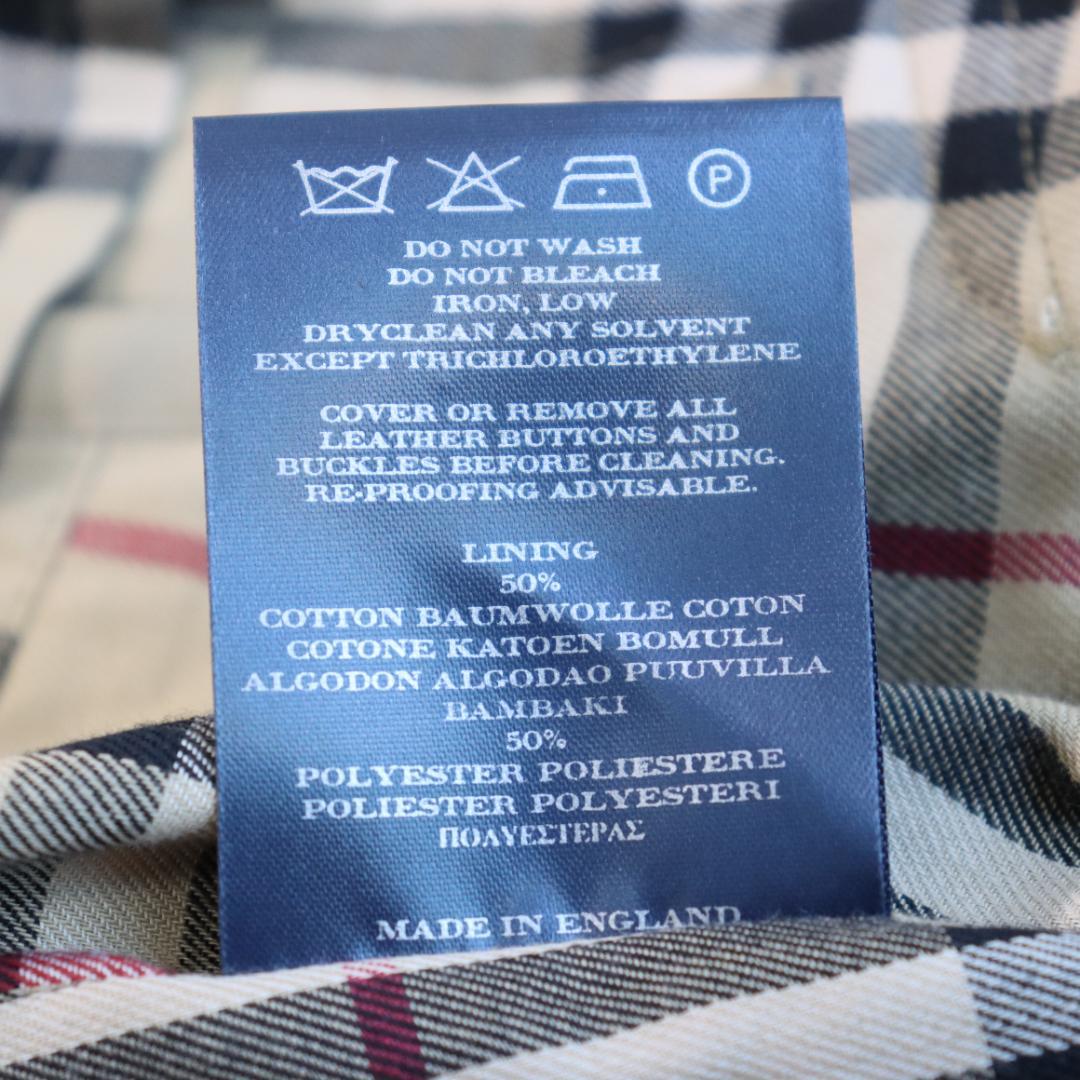 P
DO NOT WASH
DO NOT BLEACH
IRON, LOW
DRYCLEAN ANY SOLVENT
EXCEPT TRICHLOROETHYLENE
COVER OR REMOVE ALL
LEATHER BUTTONS AND
BUCKLES BEFORE CLEANING.
RE-PROOFING ADVISABLE.
LINING
50%
COTTON BAUMWOLLE COTON
COTONE KATOEN BOMULL
ALGODON ALGODAO PUUVILLA
BAMBAKI
50%
POLYESTER POLIESTERE
POLIESTER POLYESTERI
ΠΟΛΥΕΣΤΕΡΑΣ
MADE IN ENGLAND